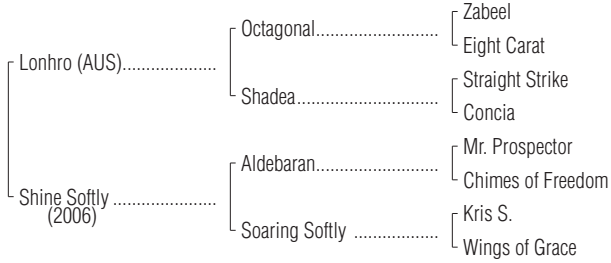 Zabeel
Octagonal
Eight Carat
Lonhro (AUS)
Straight Strike
Shadea
Concia
Mr. Prospector
Aldebaran
Chimes of Freedom
Shine Softly
(2006)
Kris S.
Soaring Softly
Wings of Grace